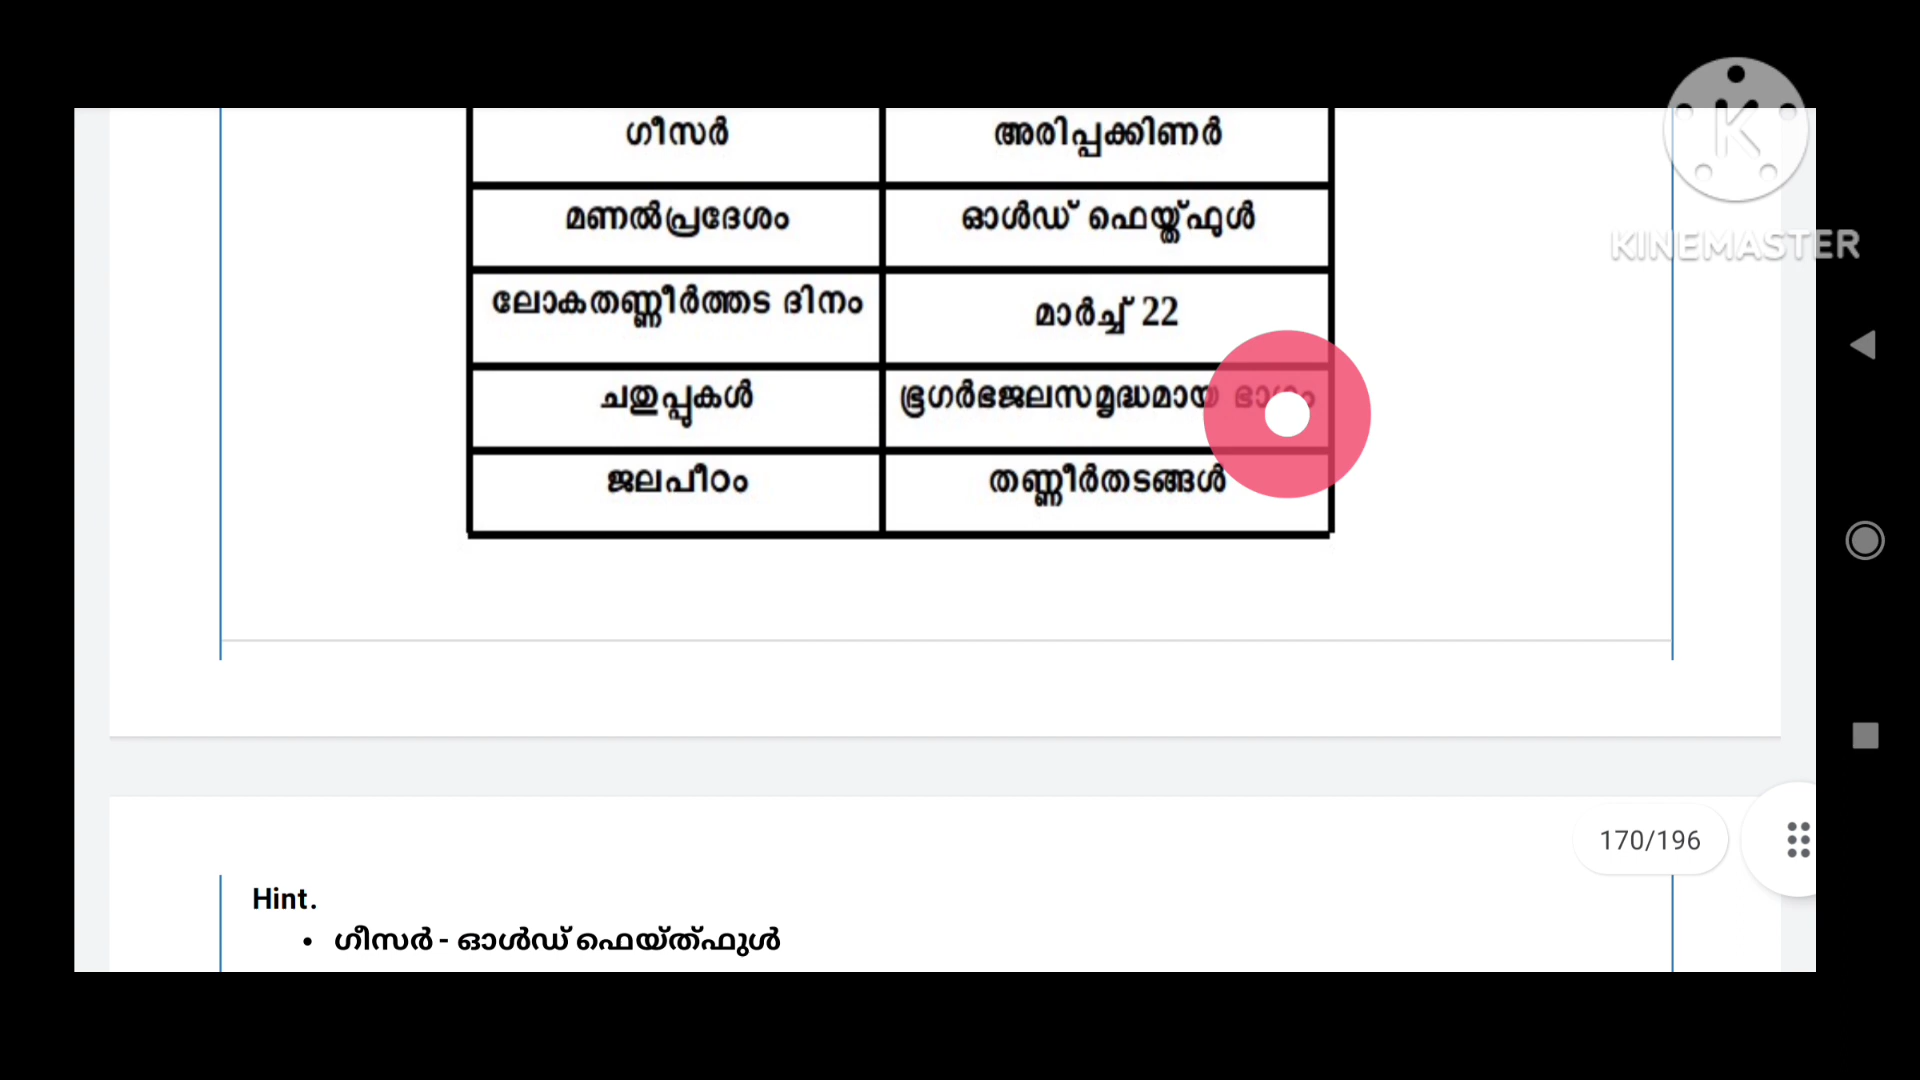 ഗീസർ അരിപ്പക്കിണർ
മണൽപ്രദേശം ഓൾഡ് ഫെയ്ത്ഫുൾ
ലോകതണ്ണീർത്തട ദിനം മാർച്ച് 22
ചതുപ്പുകൾ ഭൂഗർഭജലസമൃദ്ധമായ ഭാഗം
ജലപീഠം തണ്ണീർതടങ്ങൾ
K
KINEMASTER
170/196
Hint.
• ഗീസർ - ഓൾഡ് ഫെയ്ത്ഫുൾ